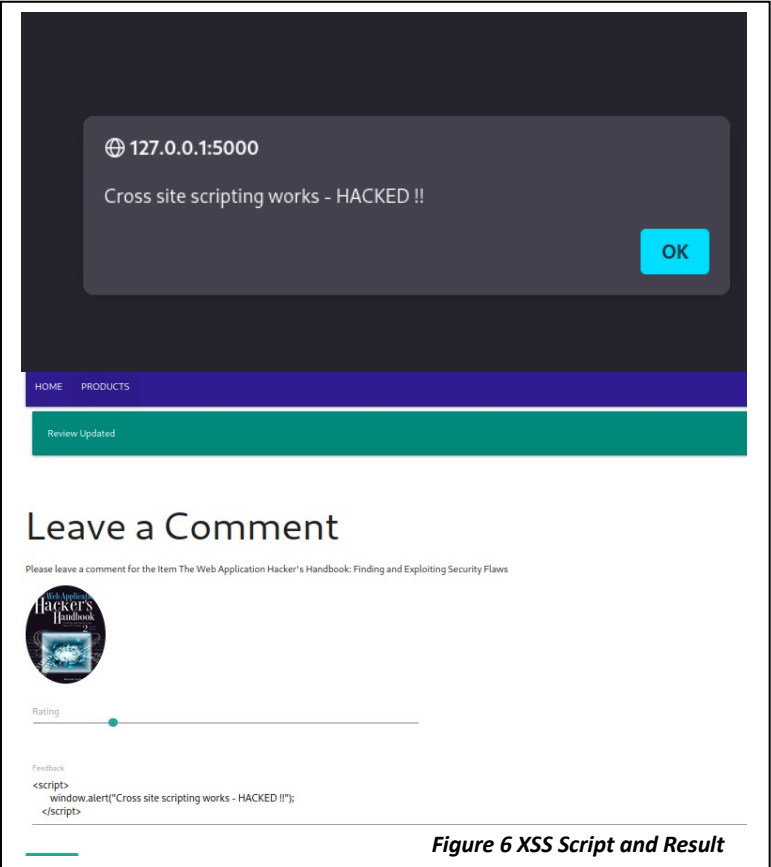 127.0.0.1:5000
Cross site scripting works - HACKED !!
OK
HOME PRODUCTS
Review Updated
Leave a Comment
Please leave a comment for the Item The Web Application Hacker's Handbook: Finding and Exploiting Security Flaws
Web Application
Hacker's
Handbook
2
Rating
Feedback
<script>
window.alert("Cross site scripting works - HACKED !!");
</script>
Figure 6 XSS Script and Result